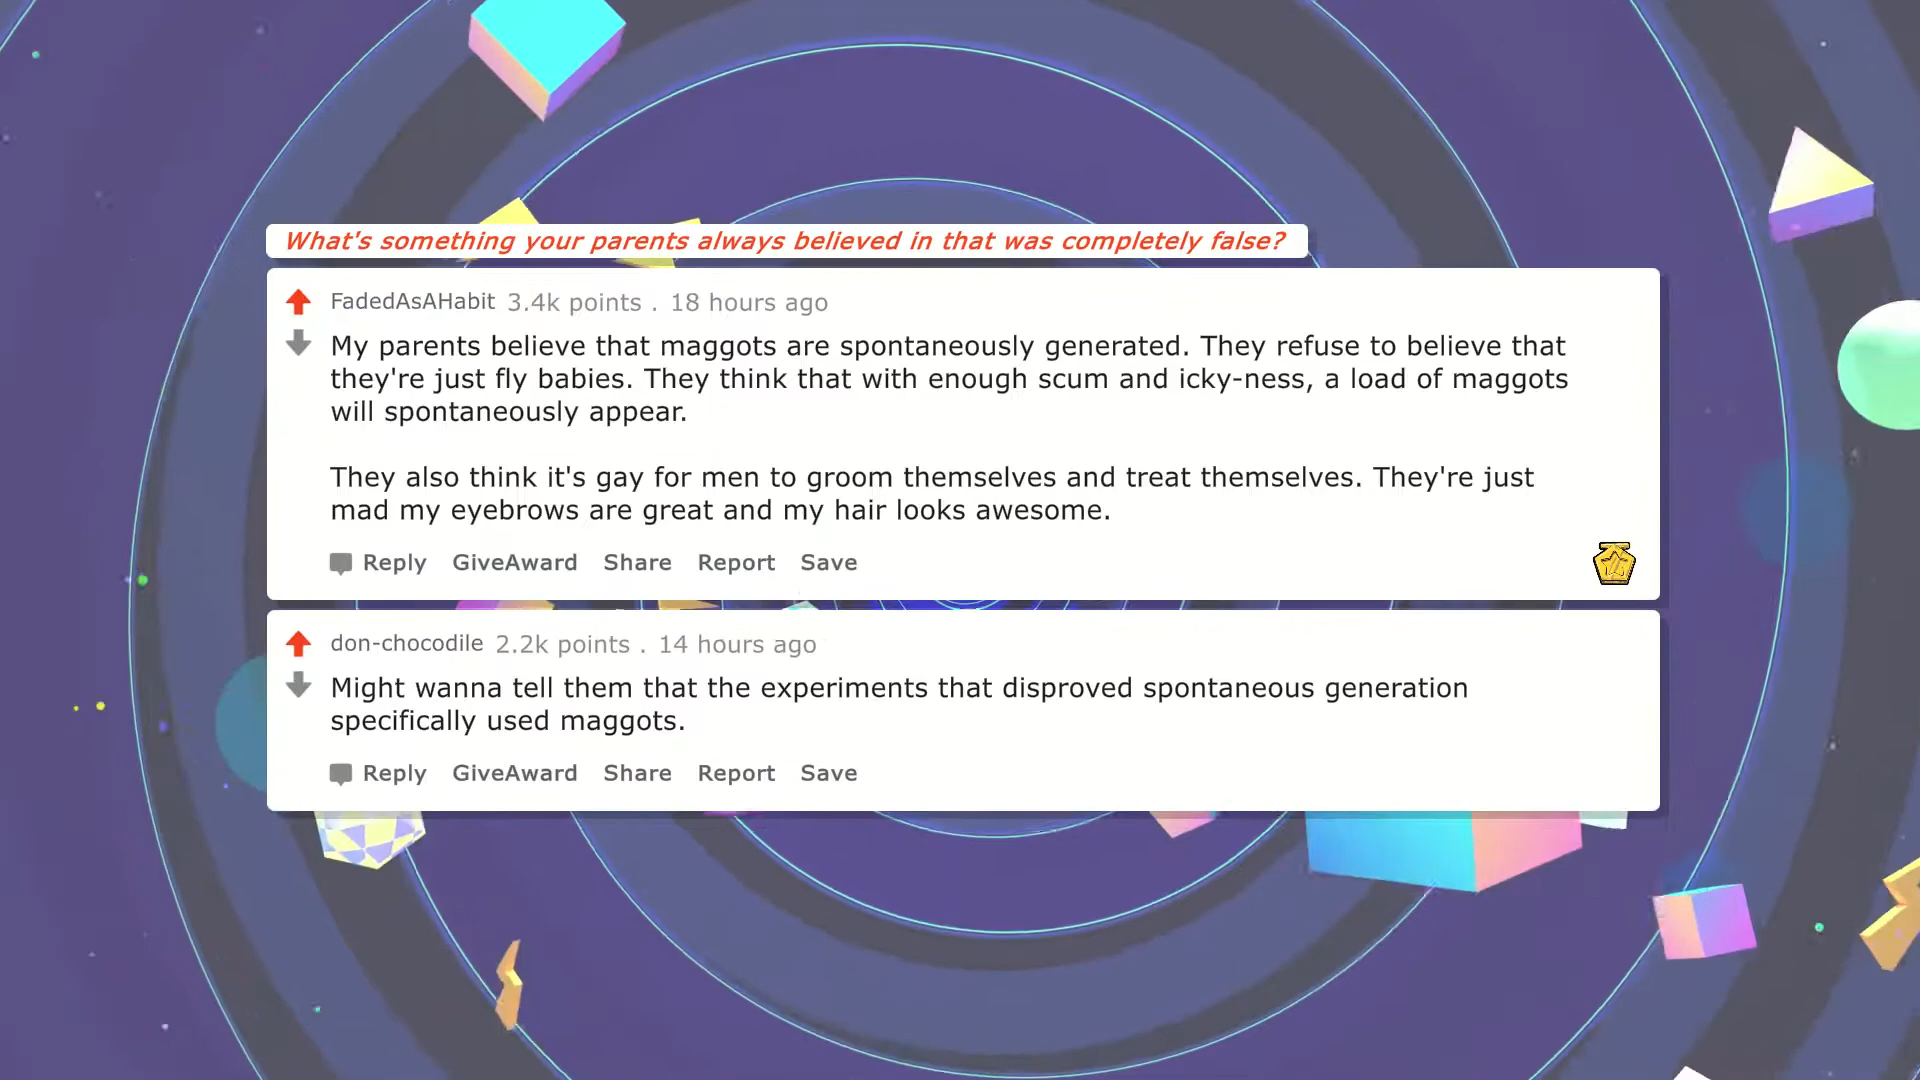 What's something your parents always believed in that was completely false?
FadedAsAHabit 3.4k points . 18 hours ago
My parents believe that maggots are spontaneously generated. They refuse to believe that
they're just fly babies. They think that with enough scum and icky-ness, a load of maggots
will spontaneously appear.
They also think it's gay for men to groom themselves and treat themselves. They're just
mad my eyebrows are great and my hair looks awesome.
Reply GiveAward Share Report Save
don-chocodile 2.2k points . 14 hours ago
Might wanna tell them that the experiments that disproved spontaneous generation
specifically used maggots.
Reply GiveAward Share Report Save